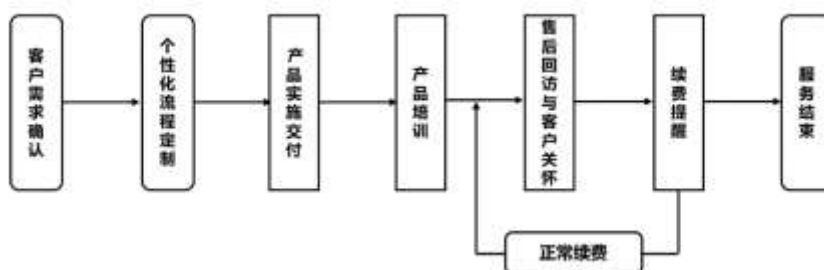 客户需求确认
个性化流程定制
产品实施交付
产品培训
售后回访与客户关怀
续费提醒
服务结束
正常续费